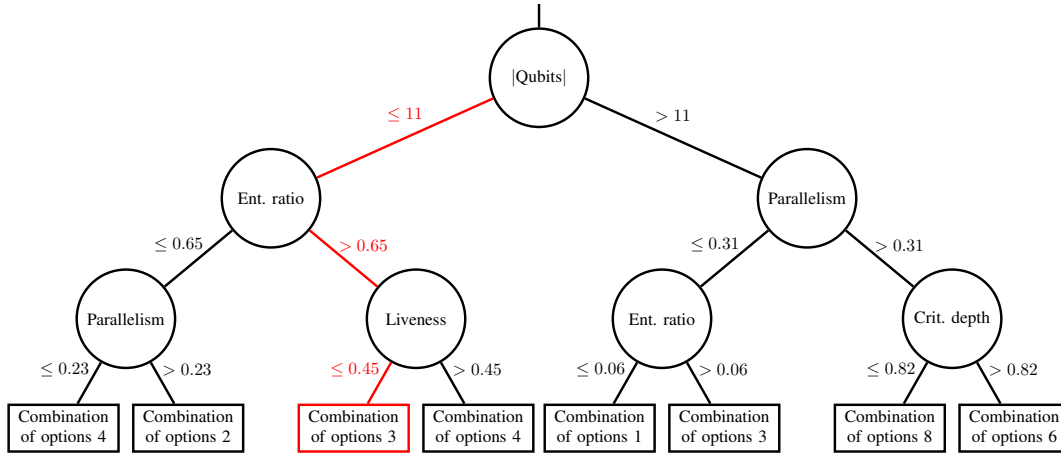 |Qubits|
≤ 11
> 11
Ent. ratio
Parallelism
≤ 0.65
> 0.65
≤ 0.31
> 0.31
Parallelism
Liveness
Ent. ratio
Crit. depth
≤ 0.23
> 0.23
≤ 0.45
> 0.45
≤ 0.06
> 0.06
≤ 0.82
> 0.82
Combination
of options 4
Combination
of options 2
Combination
of options 3
Combination
of options 4
Combination
of options 1
Combination
of options 3
Combination
of options 8
Combination
of options 6